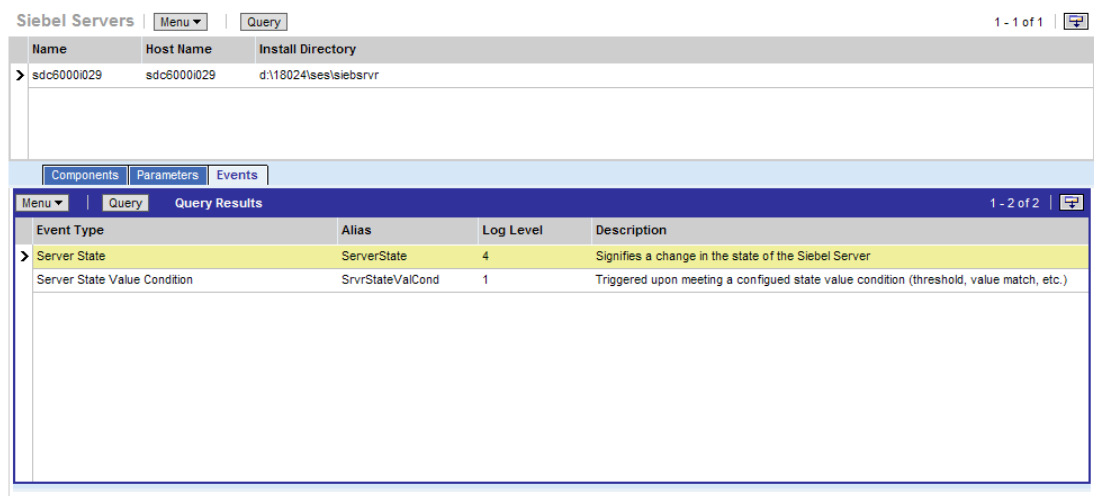 Siebel Servers Menu Query 1 - 1 of 1
Name Host Name Install Directory
sdc6000i029 sdc6000i029 d:\18024\ses\siebsrvr
Components Parameters Events
Menu Query Query Results 1 - 2 of 2
Event Type Alias Log Level Description
Server State ServerState 4 Signifies a change in the state of the Siebel Server
Server State Value Condition SrvrStateValCond 1 Triggered upon meeting a configued state value condition (threshold, value match, etc.)